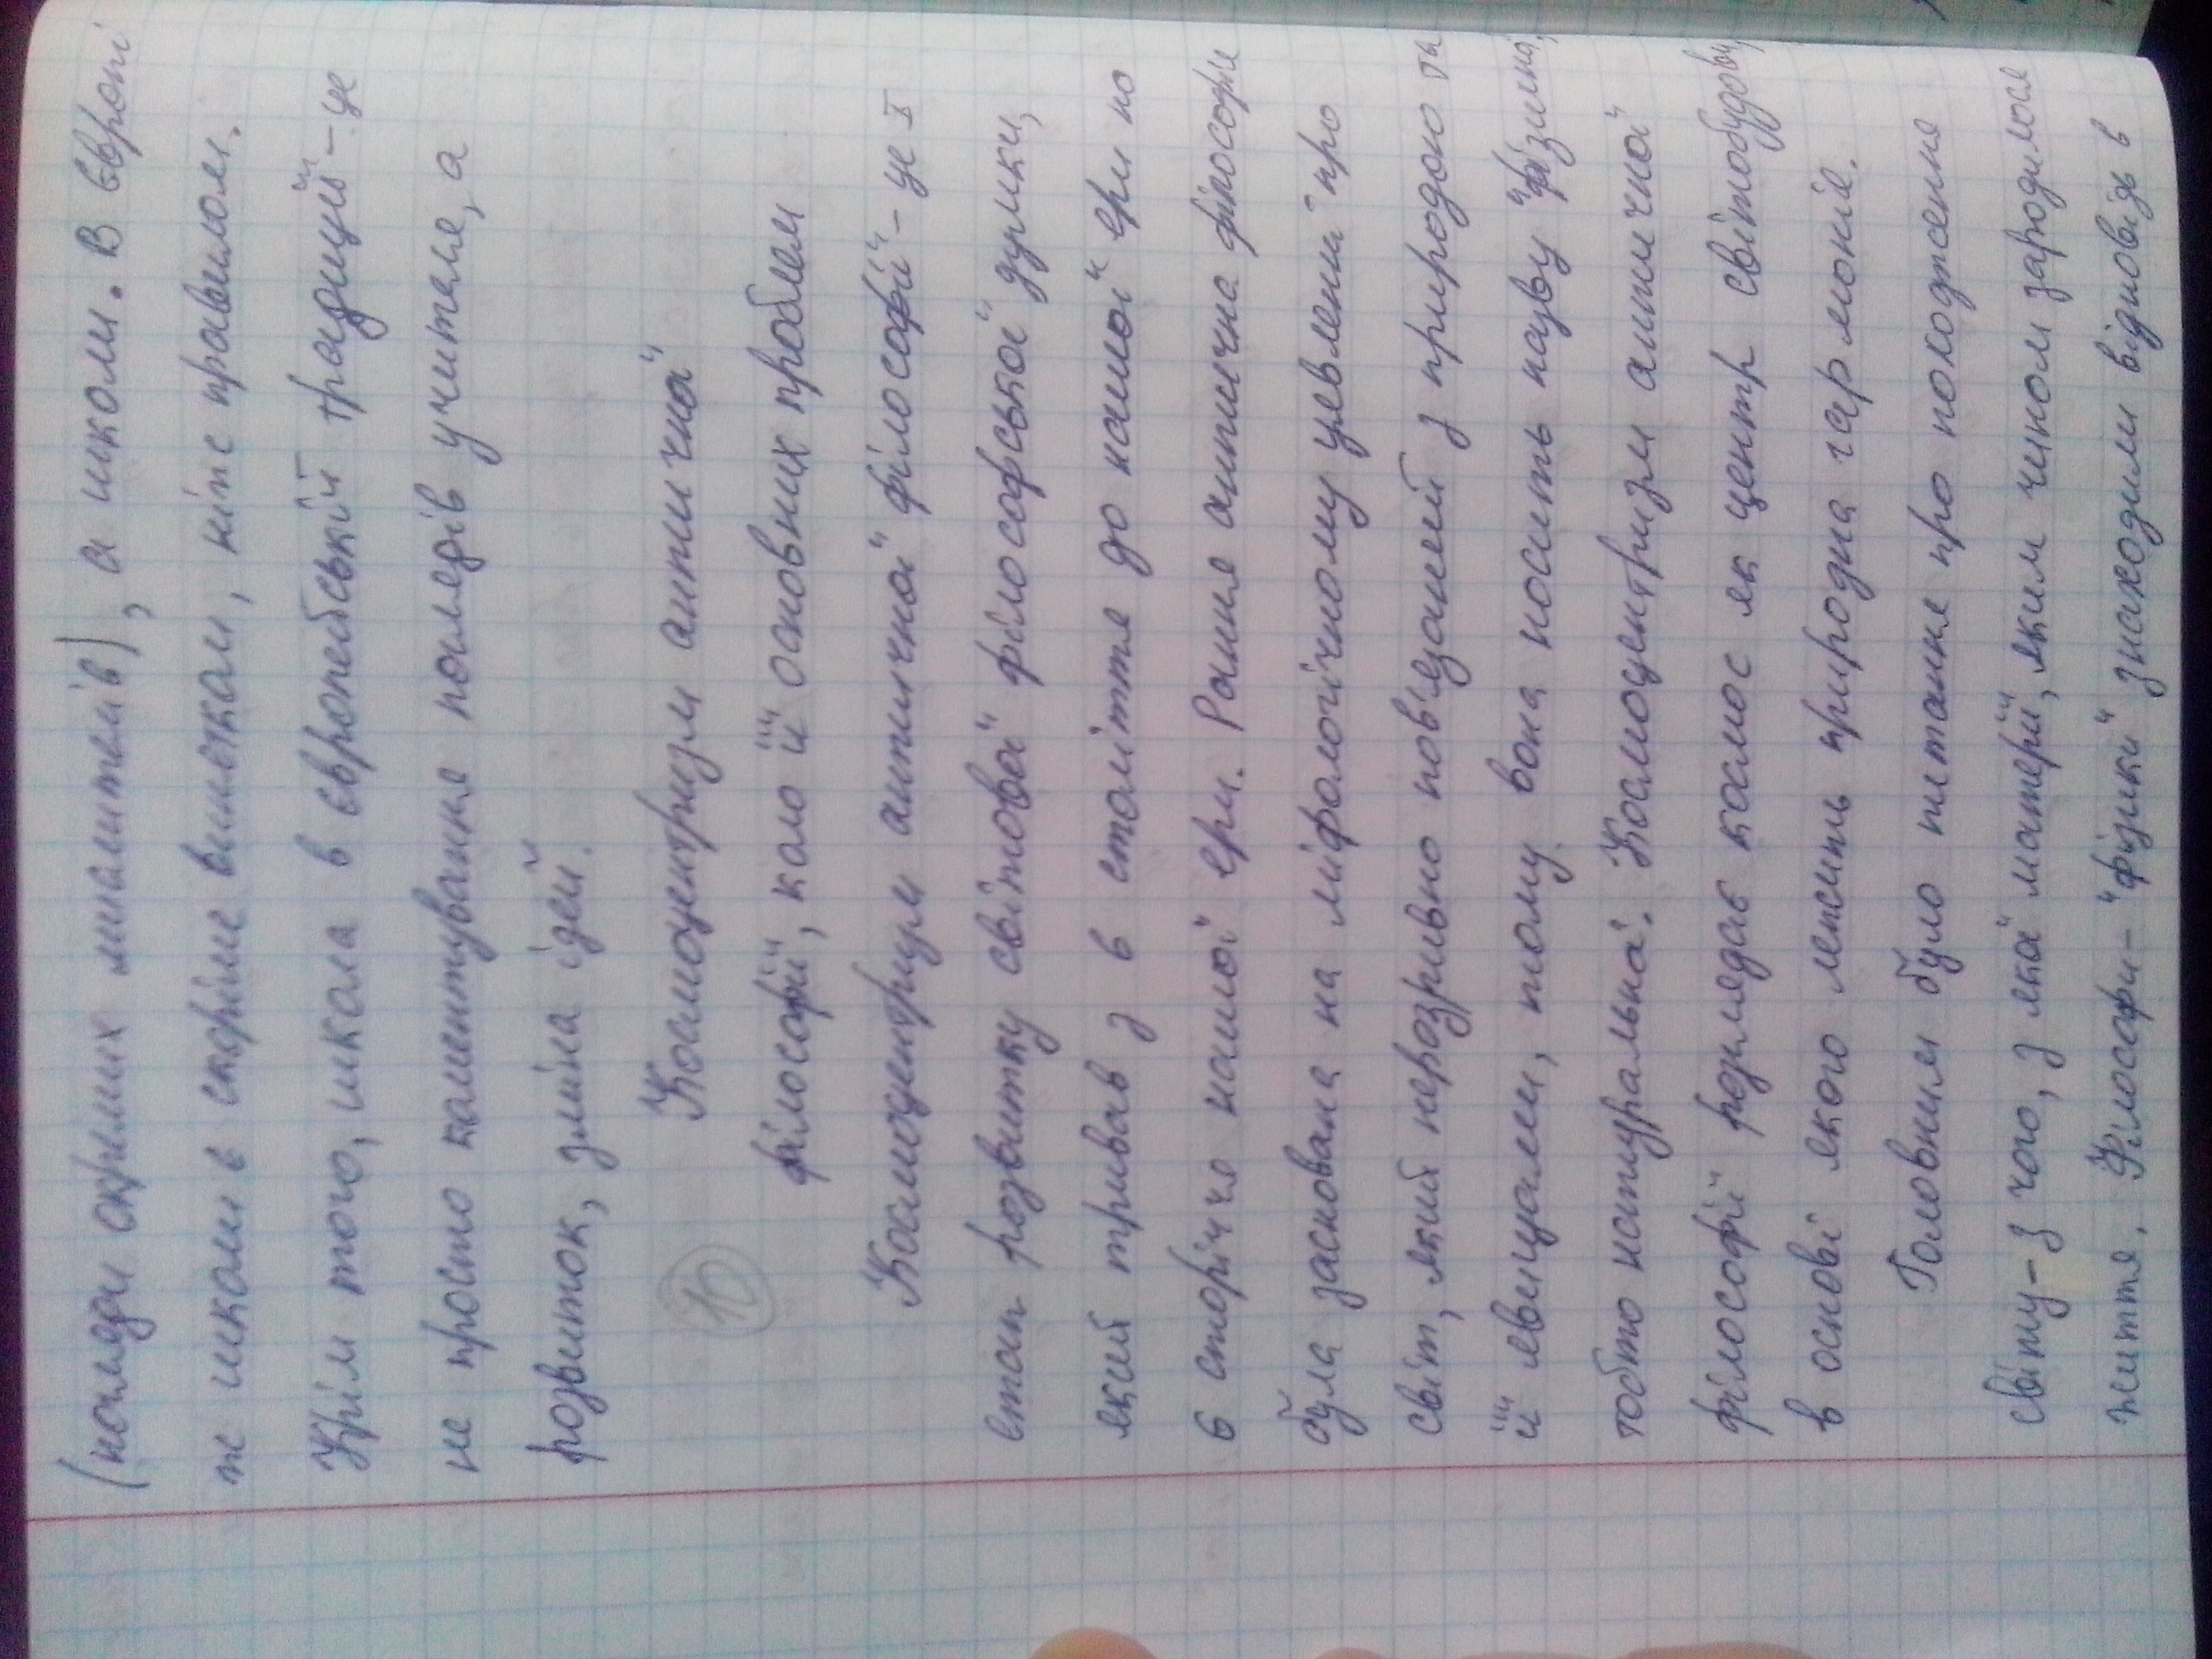 (погляди окремих мислителів), а школи. В Європі
ж школи є скоріше винятком, ніж правилом.
Крім того, школа в європейській традиції – це
не просто коментування поглядів учителя, а
розвиток, зміна ідей.
10 Космоцентризм античної
філософії, коло її основних проблем
Космоцентризм античної філософії – це I
етап розвитку світової філософської думки,
який тривав з 6 століття до нашої ери по
6 сторіччя нашої ери. Рання антична філософія
була заснована на міфологічному уявленні про
світ, який нерозривно пов'язаний з природою та
її явищами, тому вона носить назву "фізична",
тобто натуральна. Космоцентризм античної
філософії розглядає космос як центр світобудови,
в основі якого лежить природна гармонія.
Головним було питання про походження
світу – з чого, з якої матерії, яким чином зародилося
життя. Філософи – "фізики" знаходили відповідь в